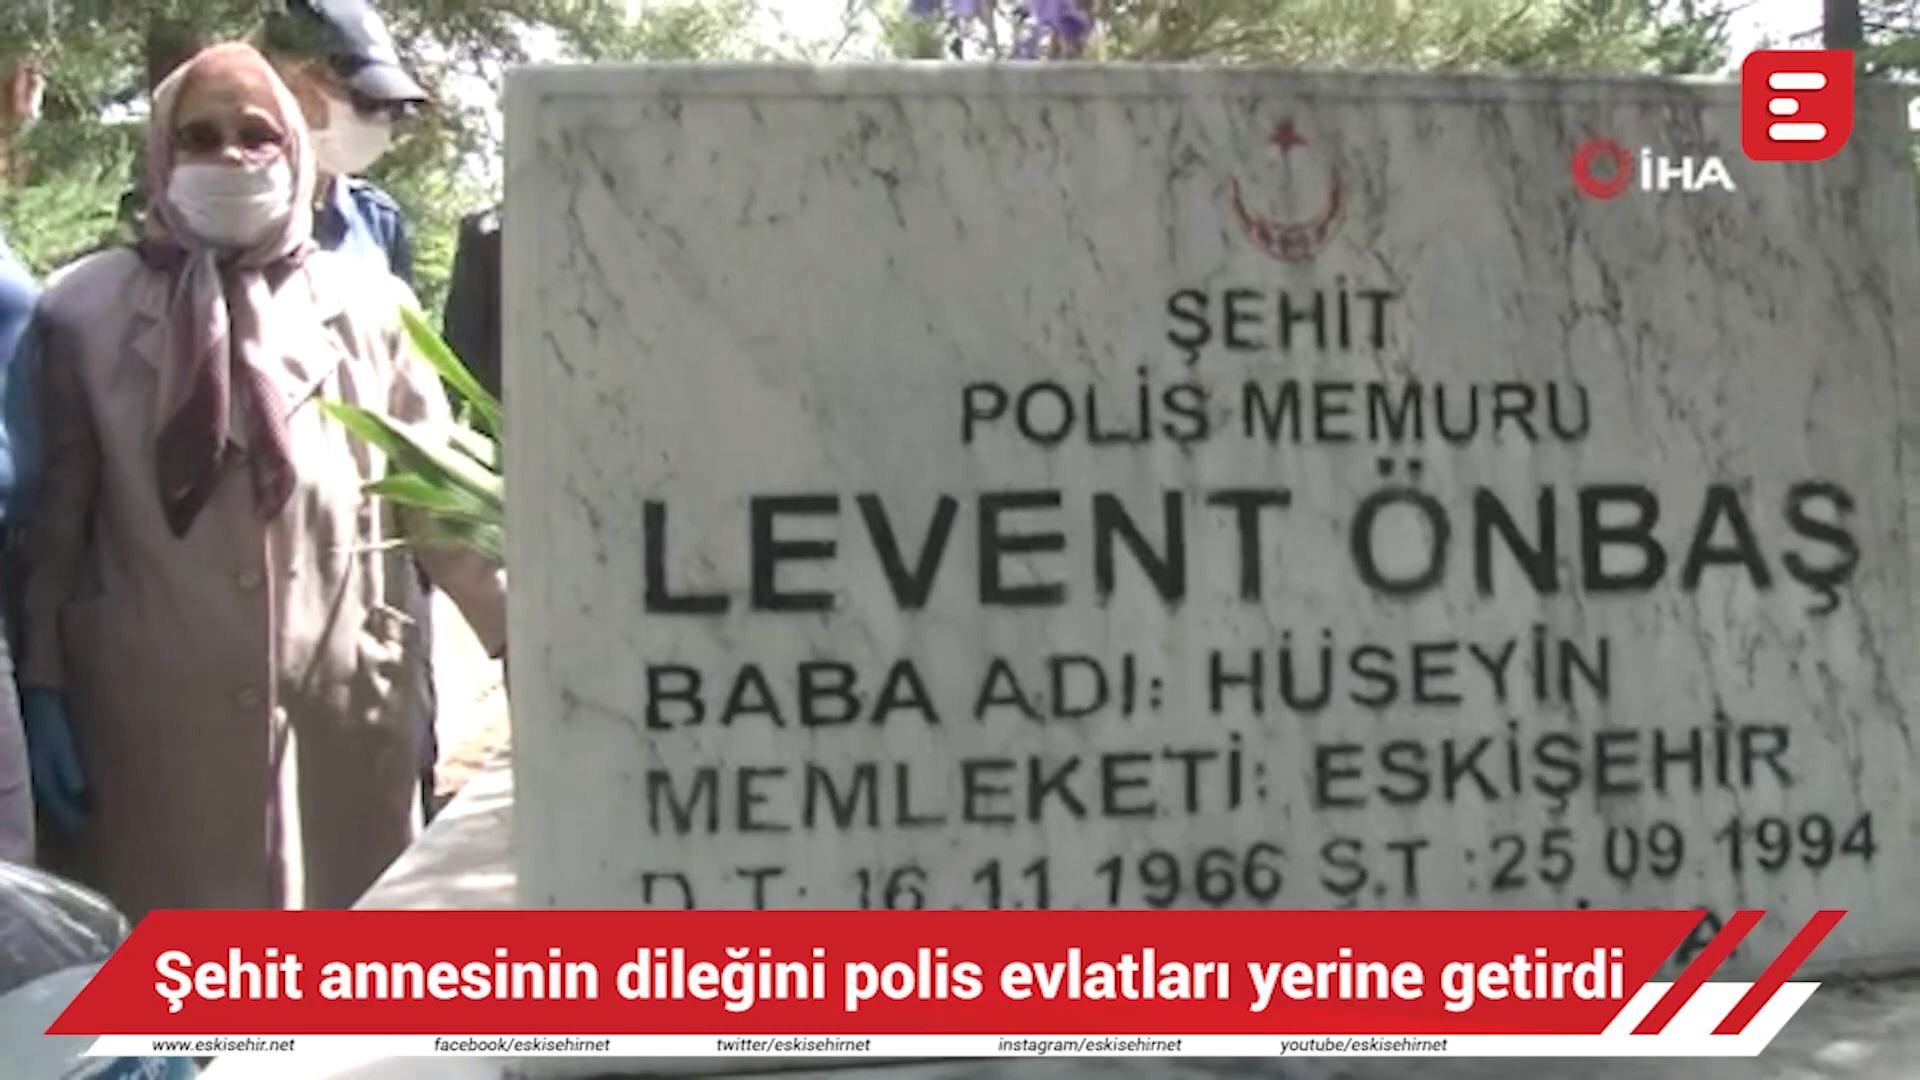 İHA
ŞEHİT
POLİS MEMURU
LEVENT ÖNBAŞ
BABA ADI: HÜSEYİN
MEMLEKETİ: ESKİŞEHİR
D.T: 16.11.1966 Ş.T :25 09 1994
Şehit annesinin dileğini polis evlatları yerine getirdi
www.eskisehir.net facebook/eskisehirnet twitter/eskisehirnet instagram/eskisehirnet youtube/eskisehirnet